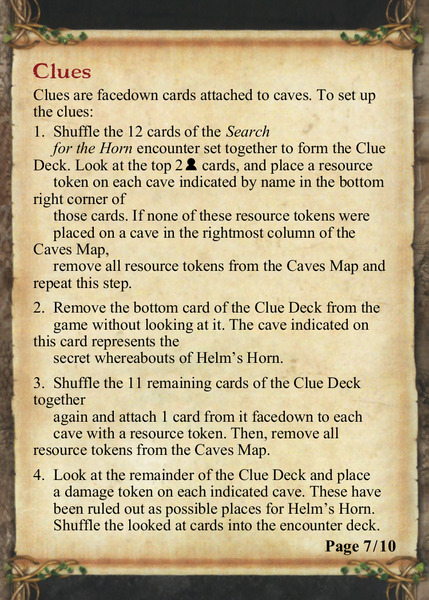 Clues
Clues are facedown cards attached to caves. To set up
the clues:
1. Shuffle the 12 cards of the Search
for the Horn encounter set together to form the Clue
Deck. Look at the top 2 cards, and place a resource
token on each cave indicated by name in the bottom
right corner of
those cards. If none of these resource tokens were
placed on a cave in the rightmost column of the
Caves Map,
remove all resource tokens from the Caves Map and
repeat this step.
2. Remove the bottom card of the Clue Deck from the
game without looking at it. The cave indicated on
this card represents the
secret whereabouts of Helm's Horn.
3. Shuffle the 11 remaining cards of the Clue Deck
together
again and attach 1 card from it facedown to each
cave with a resource token. Then, remove all
resource tokens from the Caves Map.
4. Look at the remainder of the Clue Deck and place
a damage token on each indicated cave. These have
been ruled out as possible places for Helm's Horn.
Shuffle the looked at cards into the encounter deck.
Page 7/10